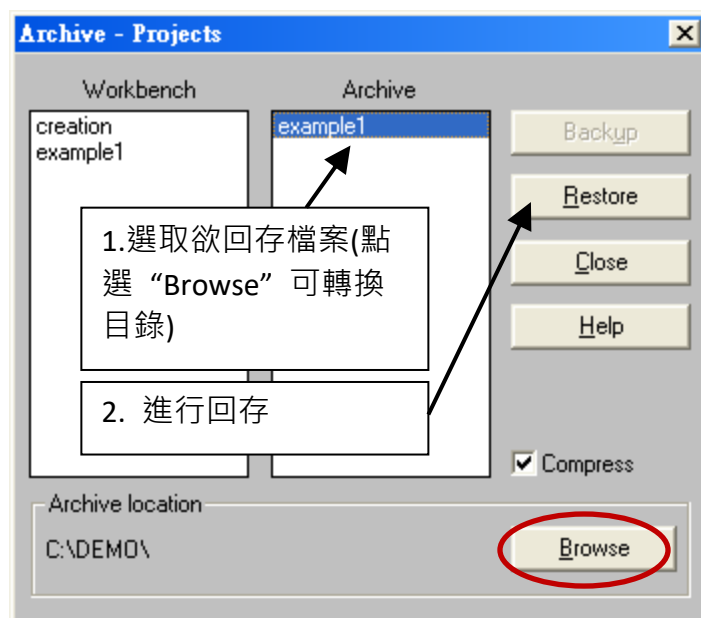 Archive - Projects
Workbench
Archive
creation
example1
example1
Backup
Restore
Close
Help
1.選取欲回存檔案(點
選 “Browse” 可轉換
目錄)
2. 進行回存
Compress
Archive location
C:\DEMO\
Browse